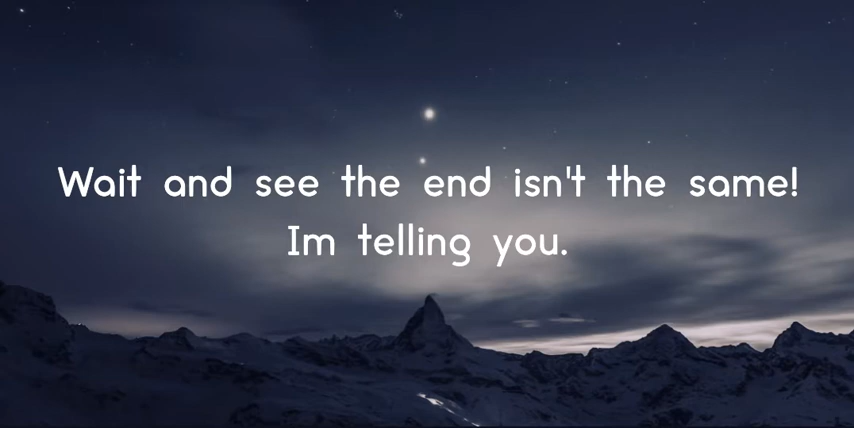 Wait and see the end isn't the same!
Im telling you.